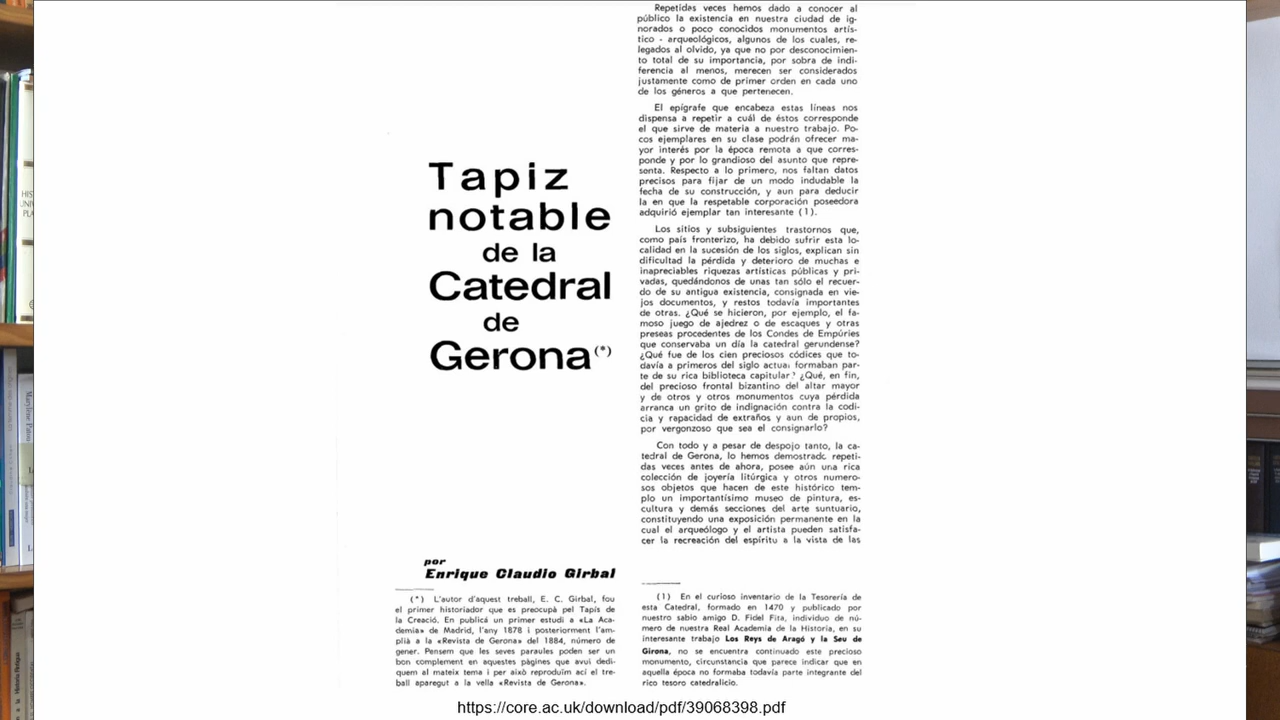 Tapiz
notable
de la
Catedral
de
Gerona(*)
por
Enrique Claudio Girbal
(*) L'autor d'aquest treball, E. C. Girbal, fou
el primer historiador que es preocupà pel Tapís de
la Creació. En publicá un primer estudi a «La Aca-
demia» de Madrid, l'any 1878 i posteriorment l'am-
plià a la «Revista de Gerona» del 1884, número de
gener. Pensem que les seves paraules poden ser un
bon complement en aquestes pàgines que avui dedi-
quem al mateix tema i per això reproduïm ací el tre-
ball aparegut a la vella «Revista de Gerona».
Repetidas veces hemos dado a conocer al
público la existencia en nuestra ciudad de ig-
norados o poco conocidos monumentos artís-
tico - arqueológicos, algunos de los cuales, re-
legados al olvido, ya que no por desconocimien-
to total de su importancia, por sobra de indi-
ferencia al menos, merecen ser considerados
justamente como de primer orden en cada uno
de los géneros a que pertenecen.
El epígrafe que encabeza estas líneas nos
dispensa a repetir a cuál de éstos corresponde
el que sirve de materia a nuestro trabajo. Po-
cos ejemplares en su clase podrán ofrecer ma-
yor interés por la época remota a que corres-
ponde y por lo grandioso del asunto que repre-
senta. Respecto a lo primero, nos faltan datos
precisos para fijar de un modo indudable la
fecha de su construcción, y aun para deducir
la en que la respetable corporación poseedora
adquirió ejemplar tan interesante (1).
Los sitios y subsiguientes trastornos que,
como país fronterizo, ha debido sufrir esta lo-
calidad en la sucesión de los siglos, explican sin
dificultad la pérdida y deterioro de muchas e
inapreciables riquezas artísticas públicas y pri-
vadas, quedándonos de unas tan sólo el recuer-
do de su antigua existencia, consignada en vie-
jos documentos, y restos todavía importantes
de otras. ¿Qué se hicieron, por ejemplo, el fa-
moso juego de ajedrez o de escaques y otras
preseas procedentes de los Condes de Empúries
que conservaba un día la catedral gerundense?
¿Qué fue de los cien preciosos códices que to-
davía a primeros del siglo actual formaban par-
te de su rica biblioteca capitular? ¿Qué, en fin,
del precioso frontal bizantino del altar mayor
y de otros y otros monumentos cuya pérdida
arranca un grito de indignación contra la codi-
cia y rapacidad de extraños y aun de propios,
por vergonzoso que sea el consignarlo?
Con todo y a pesar de despojo tanto, la ca-
tedral de Gerona, lo hemos demostrado repeti-
das veces antes de ahora, posee aún una rica
colección de joyería litúrgica y otros numero-
sos objetos que hacen de este histórico tem-
plo un importantísimo museo de pintura, es-
cultura y demás secciones del arte suntuario,
constituyendo una exposición permanente en la
cual el arqueólogo y el artista pueden satisfa-
cer la recreación del espíritu a la vista de las
(1) En el curioso inventario de la Tesorería de
esta Catedral, formado en 1470 y publicado por
nuestro sabio amigo D. Fidel Fita, individuo de nú-
mero de nuestra Real Academia de la Historia, en su
interesante trabajo Los Reys de Aragó y la Seu de
Girona, no se encuentra continuado este precioso
monumento, circunstancia que parece indicar que en
aquella época no formaba todavía parte integrante del
rico tesoro catedralicio.
https://core.ac.uk/download/pdf/39068398.pdf